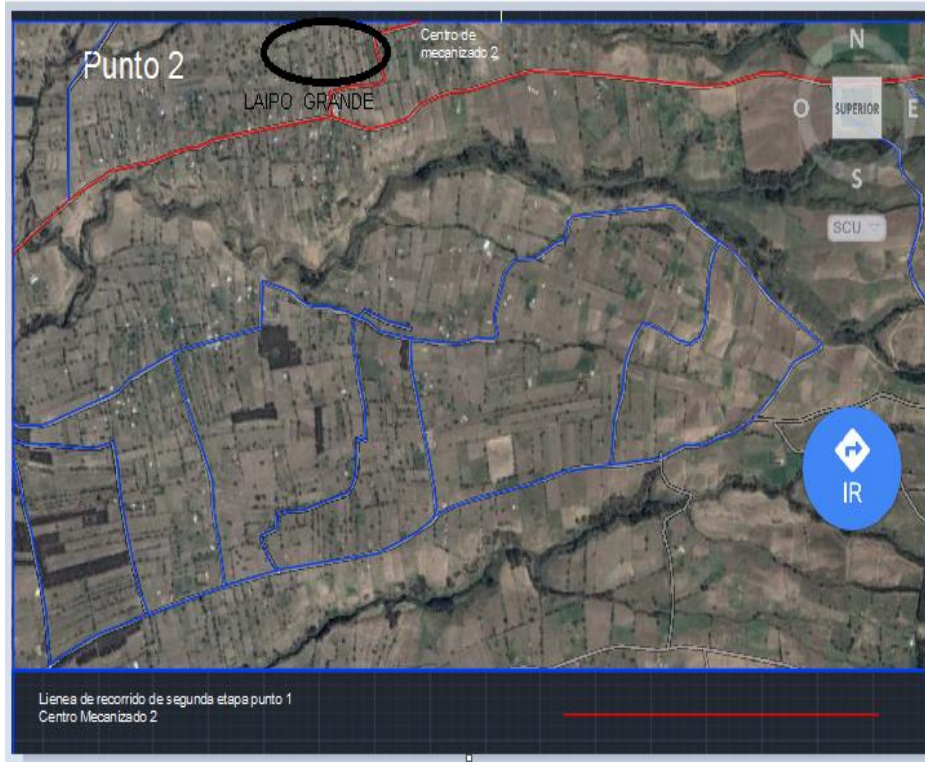 Punto 2
Centro de
mecanizado 2
LAIPO GRANDE
N
O
SUPERIOR
E
S
SCU
IR
Lienea de recorrido de segunda etapa punto 1
Centro Mecanizado 2